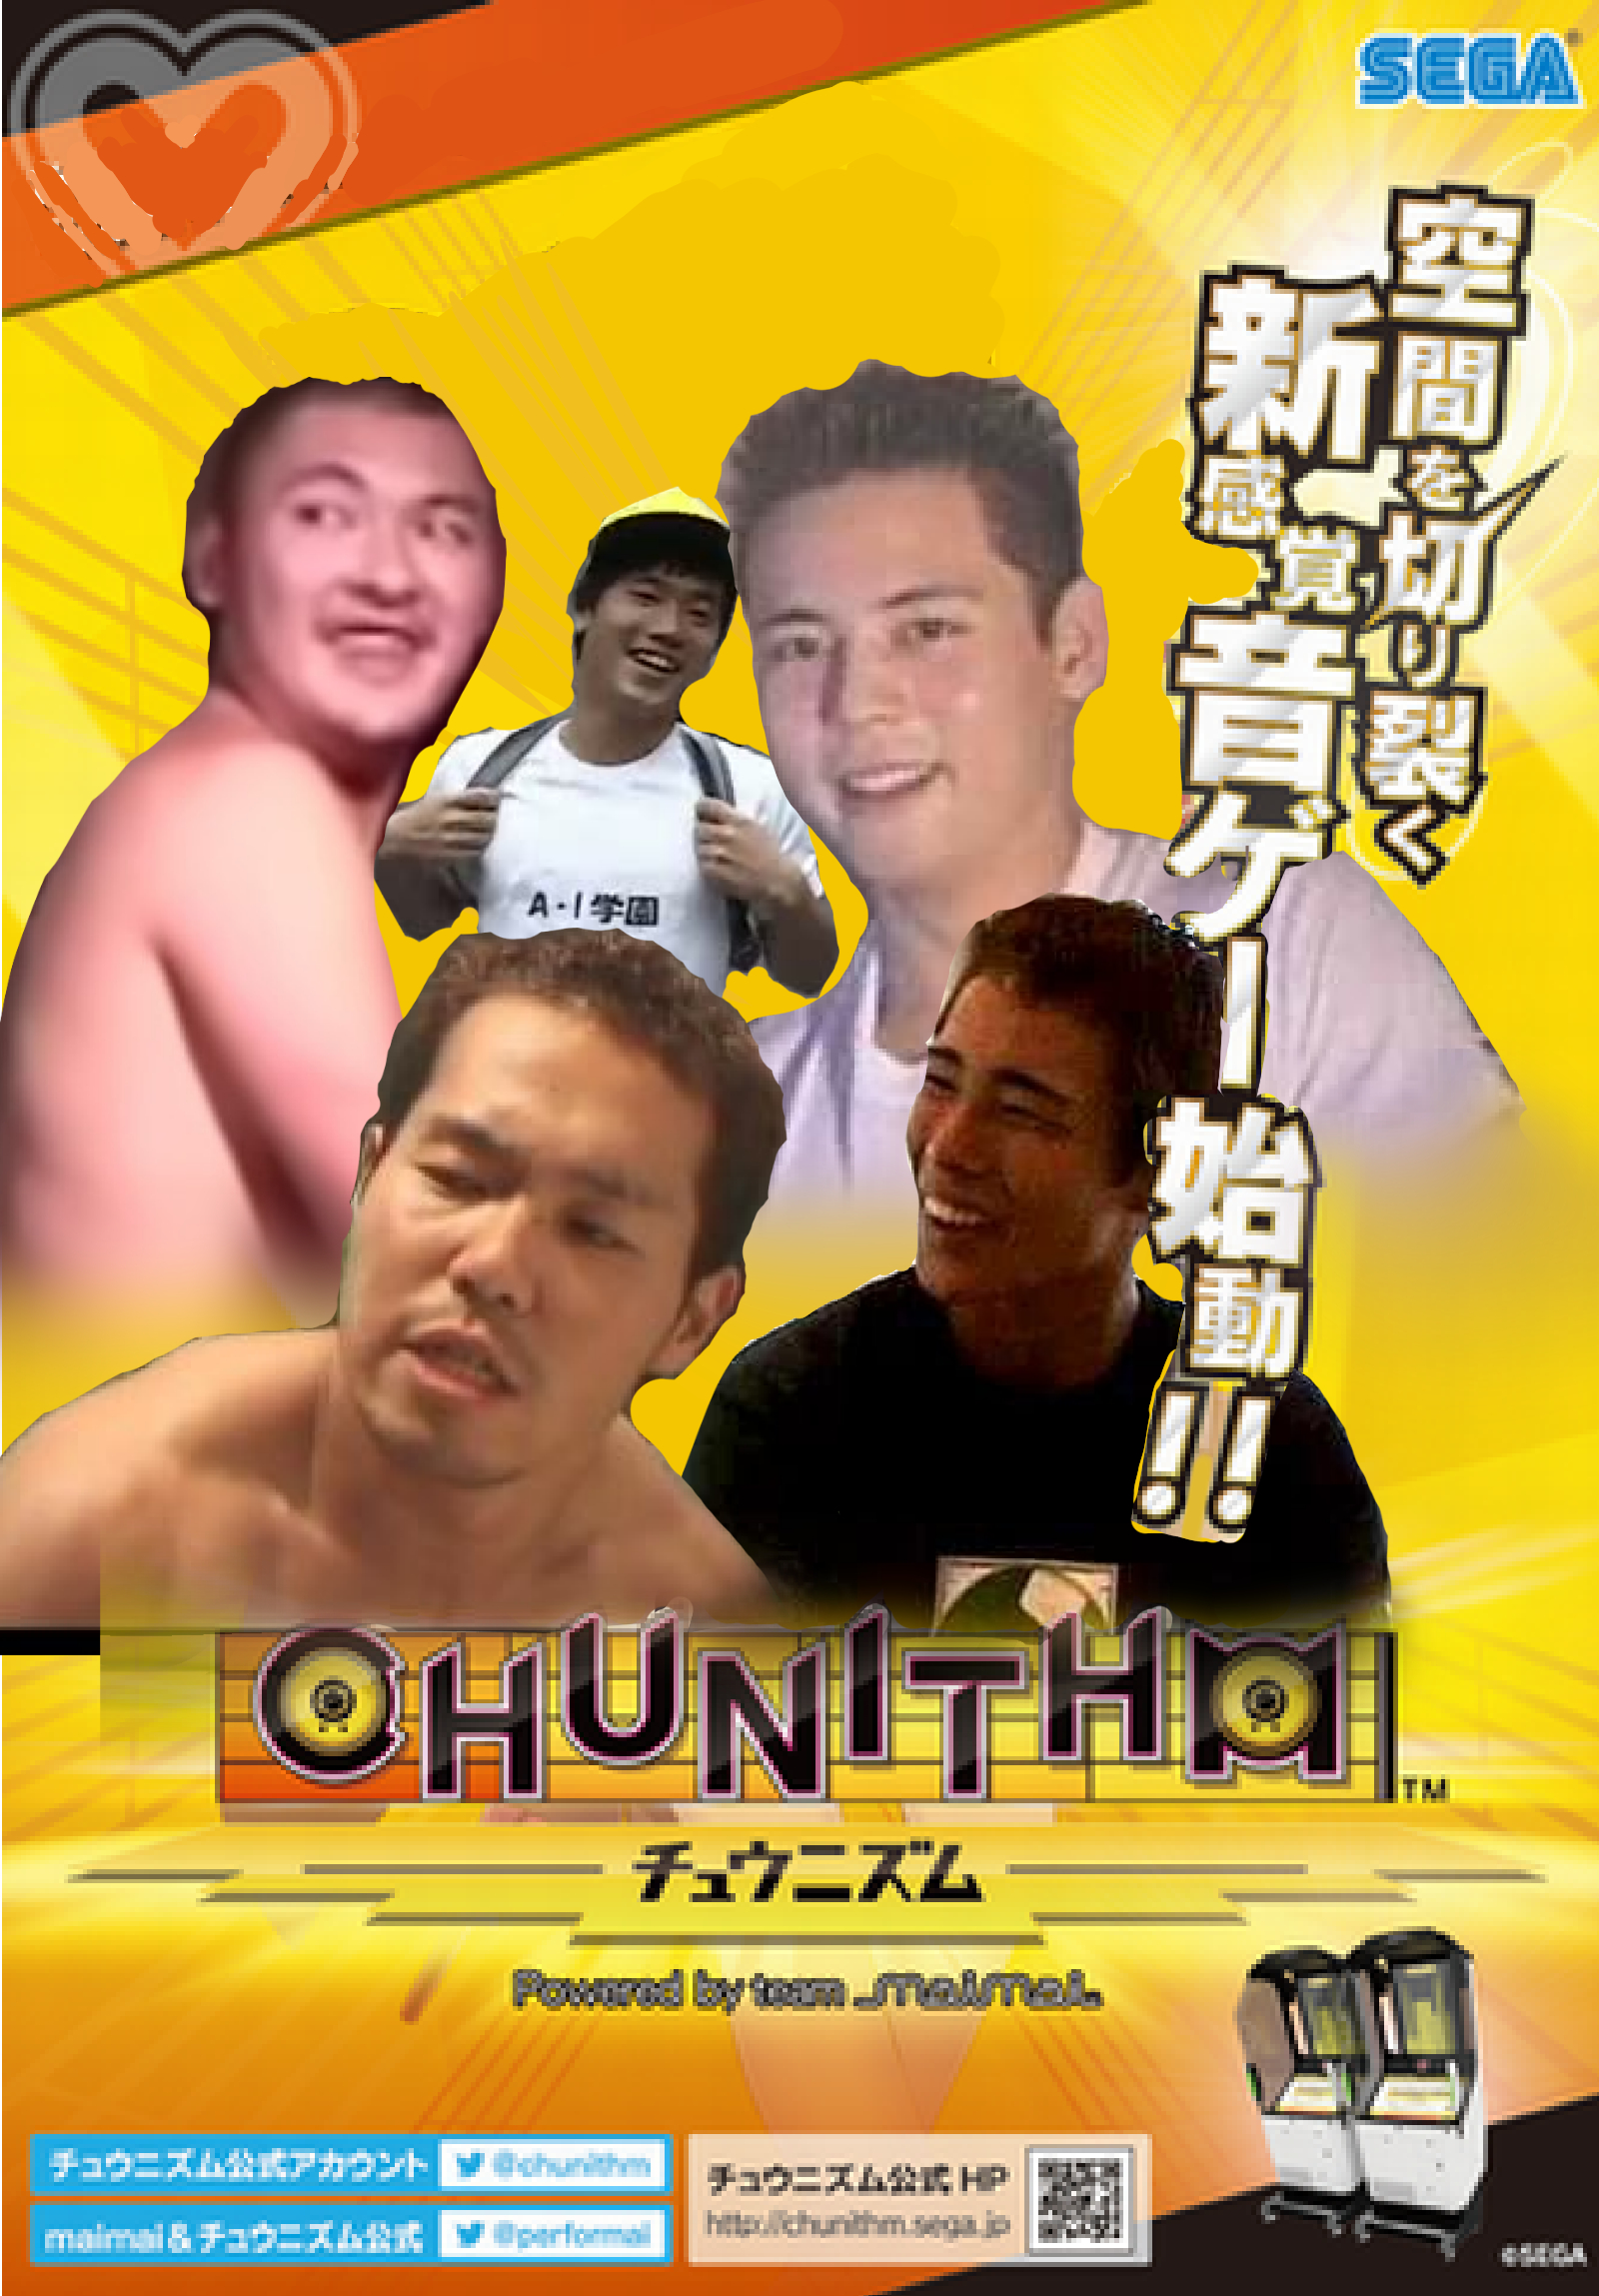 SEGA
空間を切り裂く
新感覚音ゲー始動!!
A・I学園
CHUNITHM™
チュウニズム
Powered by team maimai
チュウニズム公式アカウント @chunithm
maimai&チュウニズム公式 @performai
チュウニズム公式 HP
http://chunithm.sega.jp
©SEGA